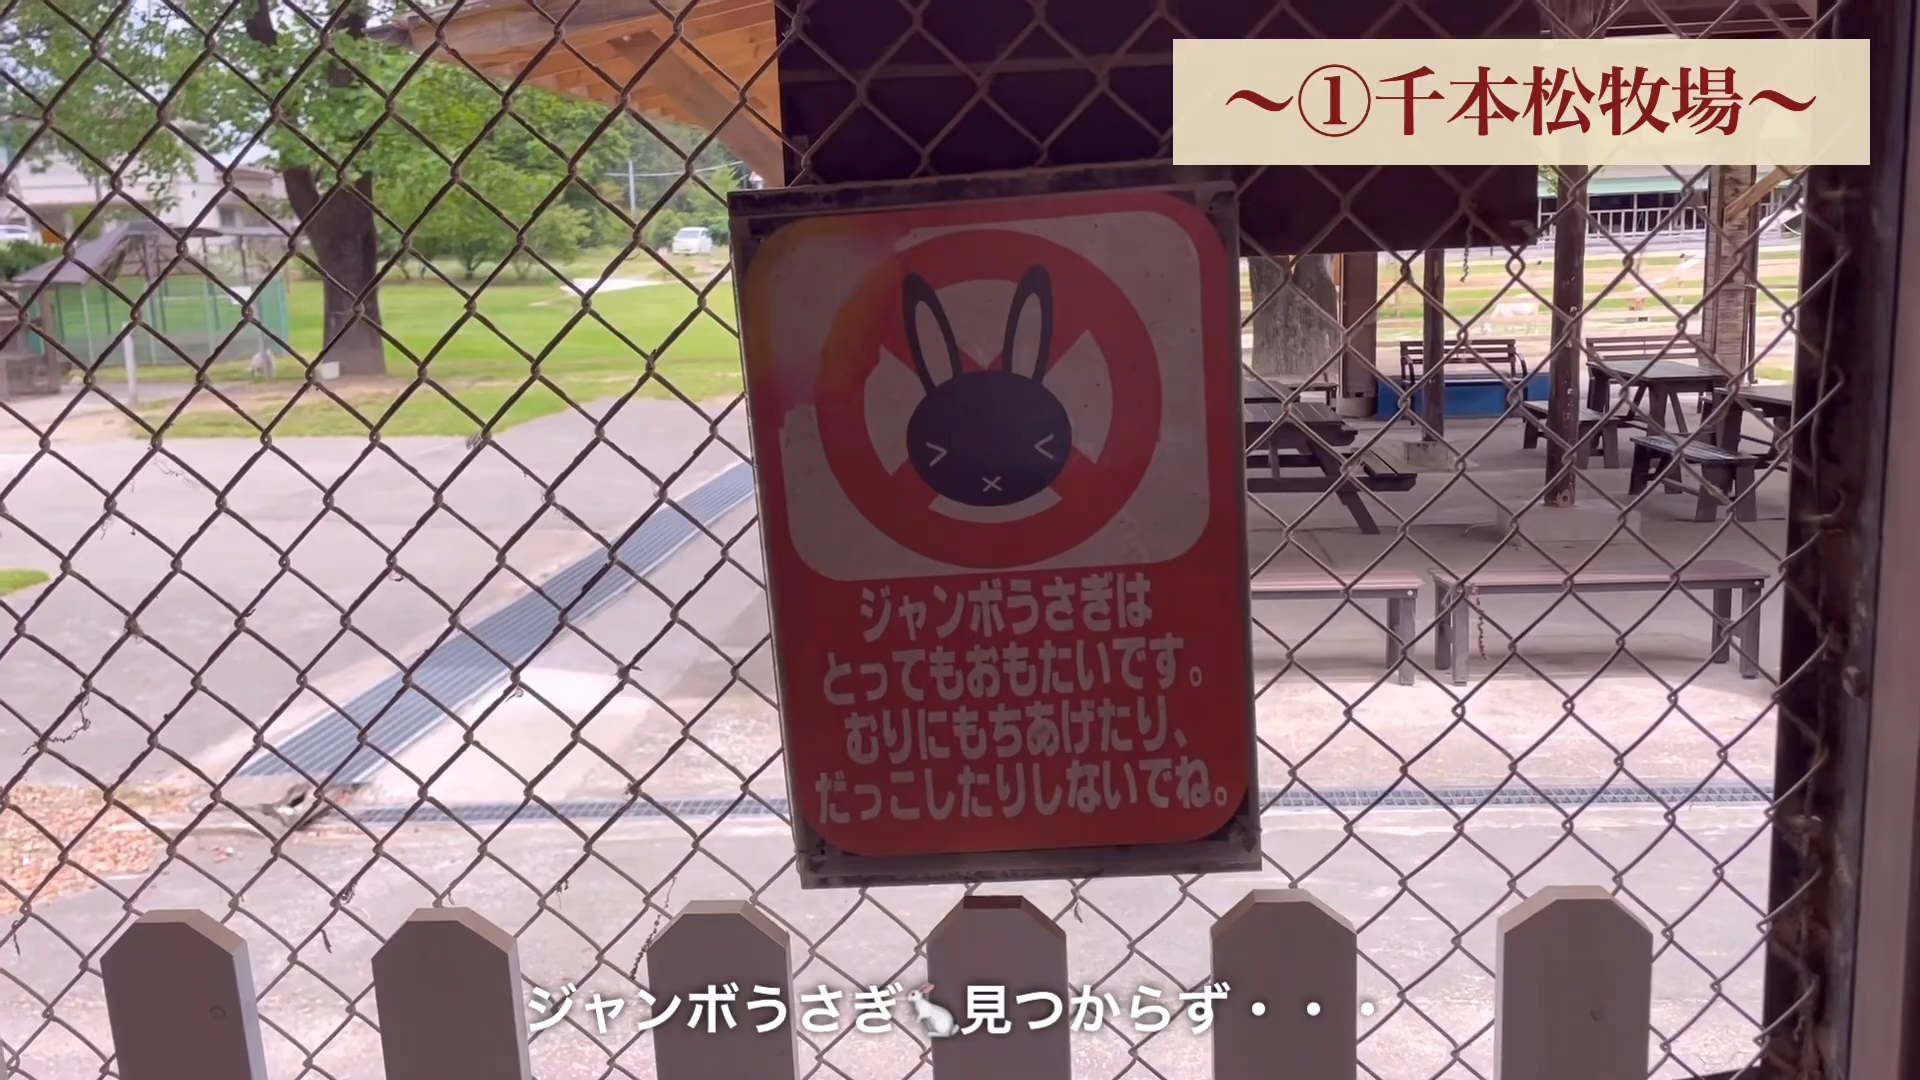 ～①千本松牧場～
ジャンボうさぎは
とってもおもたいです。
むりにもちあげたり、
だっこしたりしないでね。
ジャンボうさぎ🐇見つからず・・・